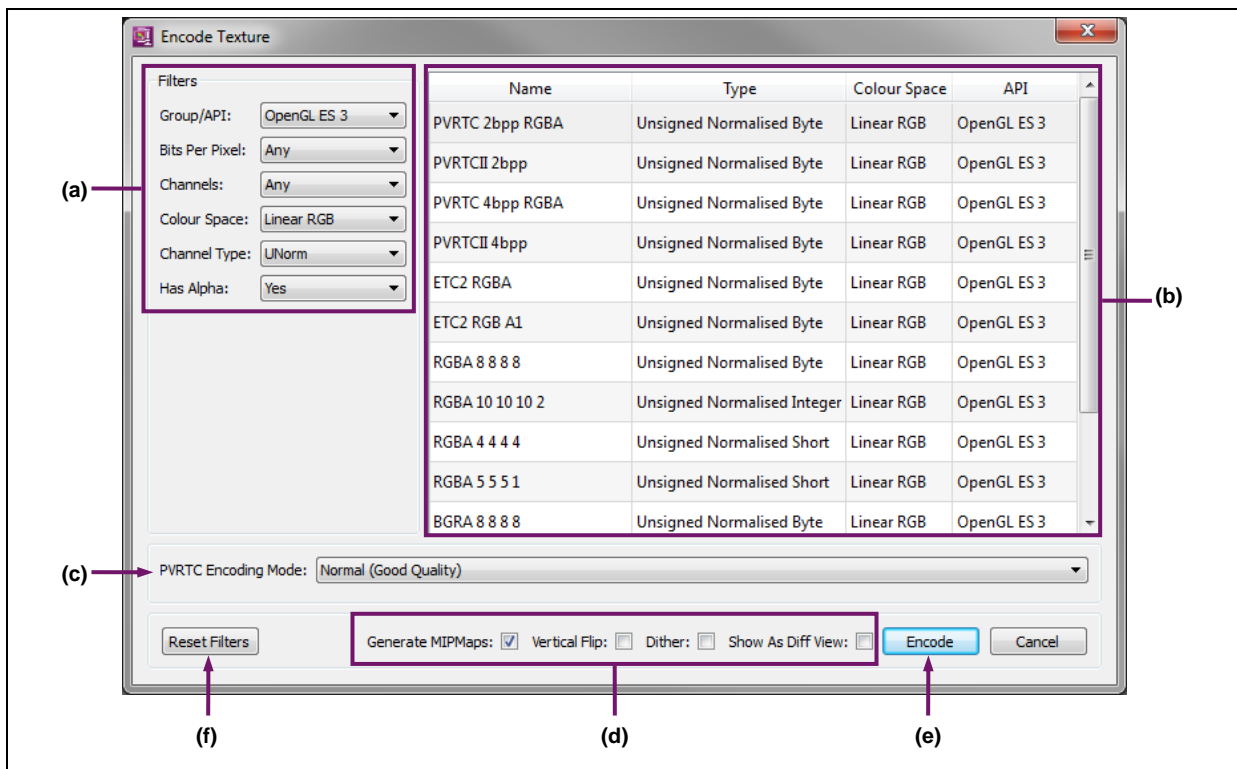 Encode Texture
Filters
Group/API: OpenGL ES 3
Bits Per Pixel: Any
Channels: Any
Colour Space: Linear RGB
Channel Type: UNorm
Has Alpha: Yes
(a)
Name Type Colour Space API
PVRTC 2bpp RGBA Unsigned Normalised Byte Linear RGB OpenGL ES 3
PVRTCII 2bpp Unsigned Normalised Byte Linear RGB OpenGL ES 3
PVRTC 4bpp RGBA Unsigned Normalised Byte Linear RGB OpenGL ES 3
PVRTCII 4bpp Unsigned Normalised Byte Linear RGB OpenGL ES 3
ETC2 RGBA Unsigned Normalised Byte Linear RGB OpenGL ES 3
ETC2 RGB A1 Unsigned Normalised Byte Linear RGB OpenGL ES 3
RGBA 8 8 8 8 Unsigned Normalised Byte Linear RGB OpenGL ES 3
RGBA 10 10 10 2 Unsigned Normalised Integer Linear RGB OpenGL ES 3
RGBA 4 4 4 4 Unsigned Normalised Short Linear RGB OpenGL ES 3
RGBA 5 5 5 1 Unsigned Normalised Short Linear RGB OpenGL ES 3
BGRA 8 8 8 8 Unsigned Normalised Byte Linear RGB OpenGL ES 3
(b)
(c) PVRTC Encoding Mode: Normal (Good Quality)
Reset Filters Generate MIPMaps: Vertical Flip: Dither: Show As Diff View: Encode Cancel
(f) (d) (e)